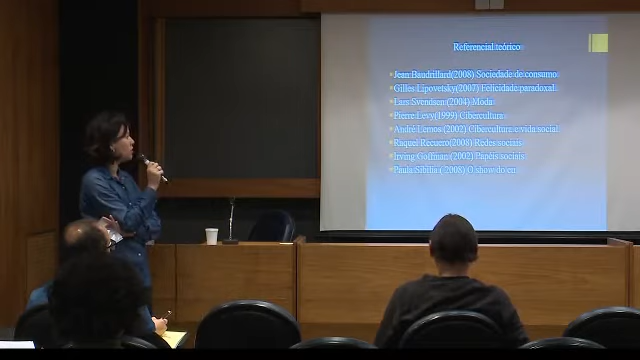 Referencial teórico
Jean Baudrillard(2008) Sociedade de consumo
Gilles Lipovetsky(2007) Felicidade paradoxal
Lars Svendsen (2004) Moda
Pierre Levy(1999) Cibercultura
André Lemos (2002) Cibercultura e vida social
Raquel Recuero(2008) Redes sociais
Irving Goffman (2002) Papéis sociais
Paula Sibilia (2008) O show do eu